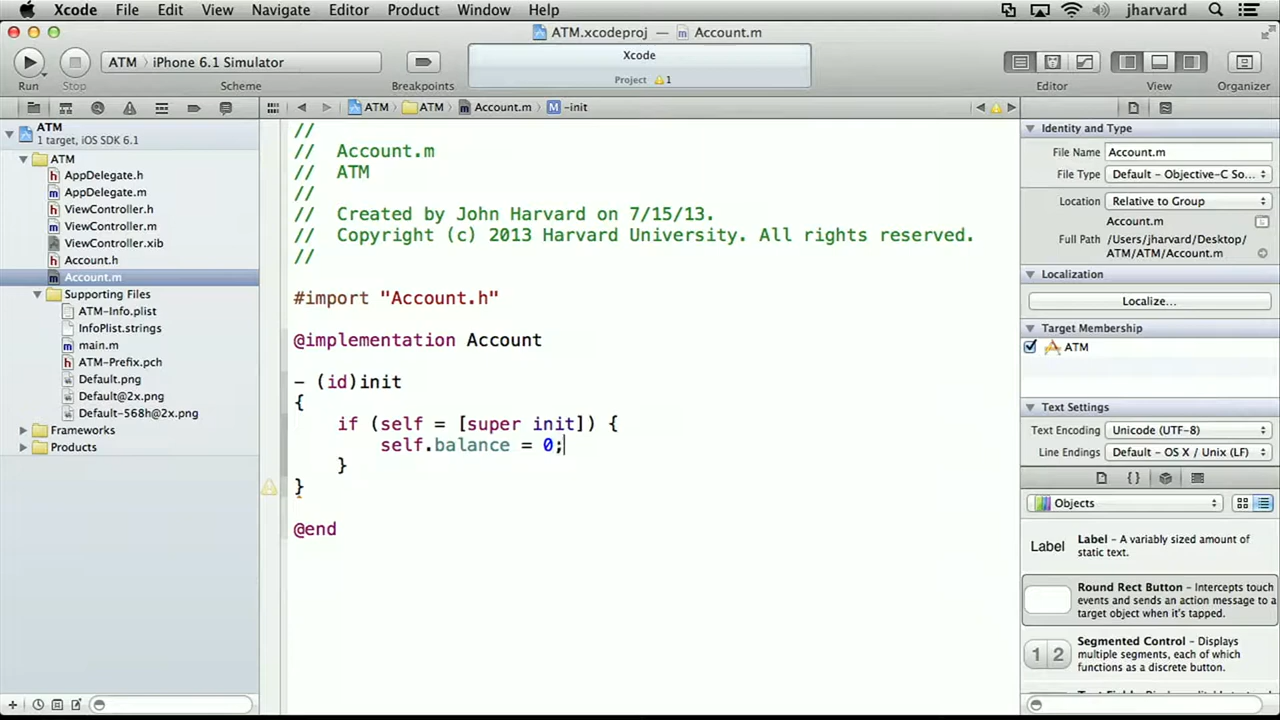 Xcode File Edit View Navigate Editor Product Window Help jharvard
ATM.xcodeproj — Account.m
ATM iPhone 6.1 Simulator
Xcode
Project 1
Run Stop Scheme Breakpoints Editor View Organizer
ATM ATM Account.m M -init
ATM
1 target, iOS SDK 6.1
ATM
h AppDelegate.h
m AppDelegate.m
h ViewController.h
m ViewController.m
ViewController.xib
h Account.h
m Account.m
Supporting Files
ATM-Info.plist
InfoPlist.strings
m main.m
h ATM-Prefix.pch
Default.png
Default@2x.png
Default-568h@2x.png
Frameworks
Products
//
// Account.m
// ATM
//
// Created by John Harvard on 7/15/13.
// Copyright (c) 2013 Harvard University. All rights reserved.
//
#import "Account.h"
@implementation Account
- (id)init
{
if (self = [super init]) {
self.balance = 0;
}
}
@end
Identity and Type
File Name Account.m
File Type Default - Objective-C So...
Location Relative to Group
Account.m
Full Path /Users/jharvard/Desktop/
ATM/ATM/Account.m
Localization
Localize...
Target Membership
ATM
Text Settings
Text Encoding Unicode (UTF-8)
Line Endings Default - OS X / Unix (LF)
{}
Objects
Label Label - A variably sized amount of
static text.
Round Rect Button - Intercepts touch
events and sends an action message to a
target object when it's tapped.
1 2 Segmented Control - Displays
multiple segments, each of which
functions as a discrete button.